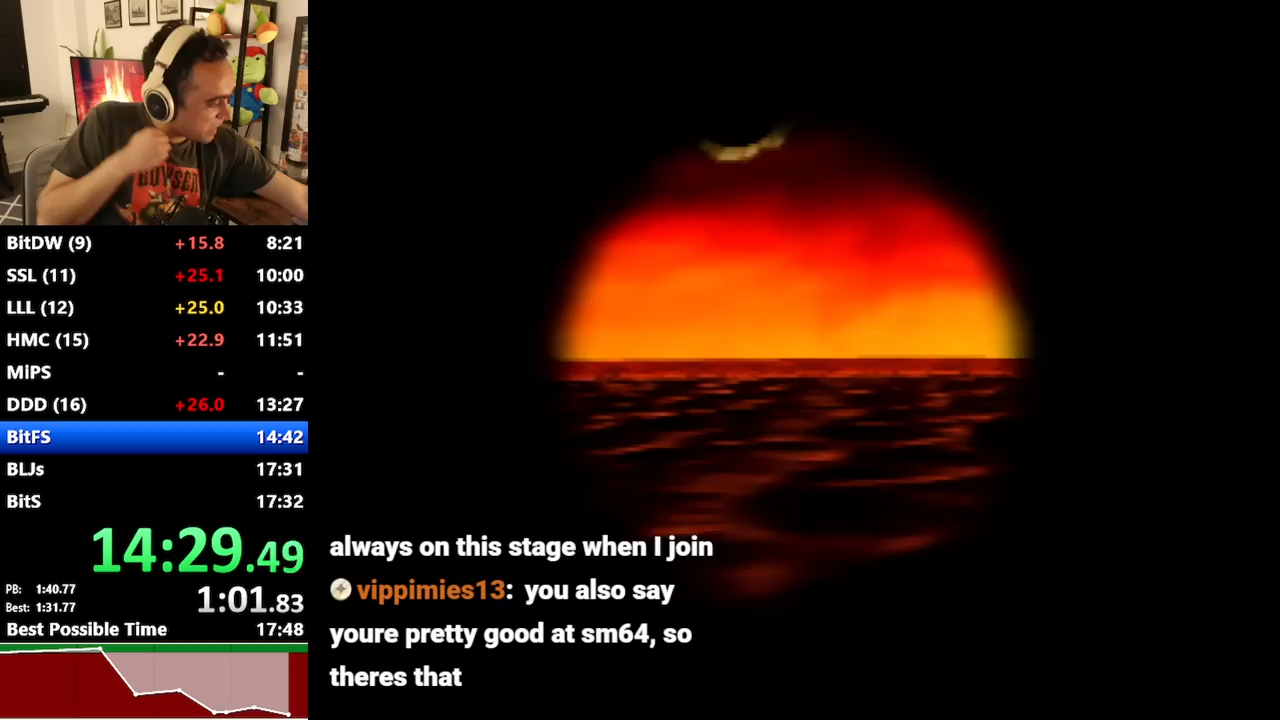 BOWSER
BitDW (9) +15.8 8:21
SSL (11) +25.1 10:00
LLL (12) +25.0 10:33
HMC (15) +22.9 11:51
MiPS - -
DDD (16) +26.0 13:27
BitFS 14:42
BLJs 17:31
BitS 17:32
14:29.49
PB: 1:40.77
Best: 1:31.77
1:01.83
Best Possible Time 17:48
always on this stage when I join
vippimies13: you also say
youre pretty good at sm64, so
theres that